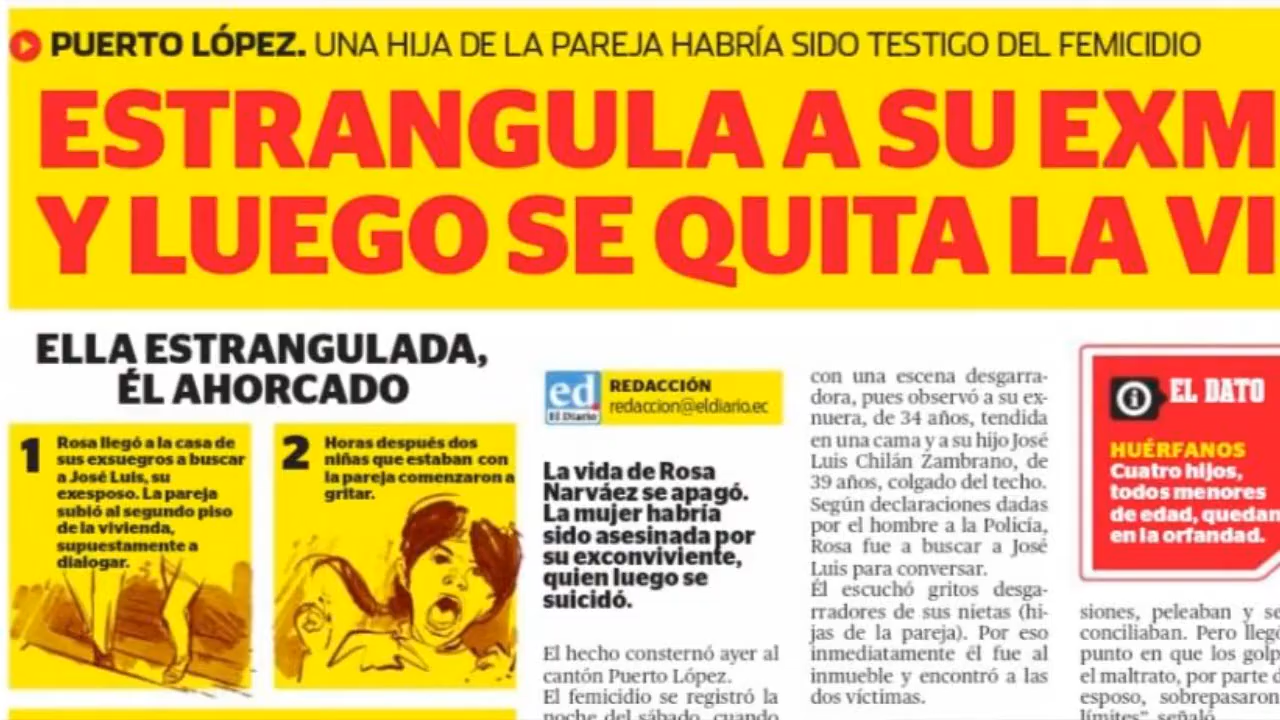 PUERTO LÓPEZ. UNA HIJA DE LA PAREJA HABRÍA SIDO TESTIGO DEL FEMICIDIO
ESTRANGULA A SU EXM
Y LUEGO SE QUITA LA VI
ELLA ESTRANGULADA,
ÉL AHORCADO
1
Rosa llegó a la casa de
sus exsuegros a buscar
a José Luis, su
exesposo. La pareja
subió al segundo piso
de la vivienda,
supuestamente a
dialogar.
2
Horas después dos
niñas que estaban con
la pareja comenzaron a
gritar.
ed
El Diario
REDACCIÓN
redaccion@eldiario.ec
La vida de Rosa
Narváez se apagó.
La mujer habría
sido asesinada por
su exconviviente,
quien luego se
suicidó.
El hecho consternó ayer al
cantón Puerto López.
El femicidio se registró la
noche del sábado, cuando
con una escena desgarra-
dora, pues observó a su ex-
nuera, de 34 años, tendida
en una cama y a su hijo José
Luis Chilán Zambrano, de
39 años, colgado del techo.
Según declaraciones dadas
por el hombre a la Policía,
Rosa fue a buscar a José
Luis para conversar.
Él escuchó gritos desga-
rradores de sus nietas (hi-
jas de la pareja). Por eso
inmediatamente él fue al
inmueble y encontró a las
dos víctimas.
EL DATO
HUÉRFANOS
Cuatro hijos,
todos menores
de edad, quedan
en la orfandad.
siones, peleaban y se
conciliaban. Pero llegó
punto en que los golp
el maltrato, por parte d
esposo, sobrepasaron
límites”, señaló